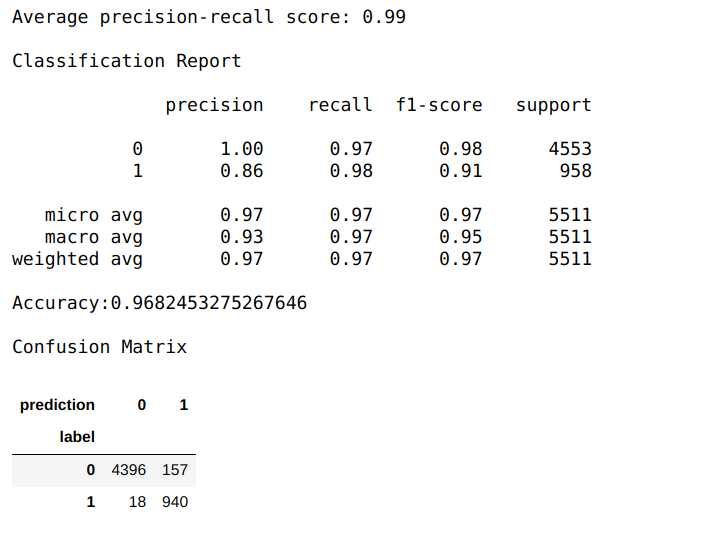 Average precision-recall score: 0.99
Classification Report
precision recall f1-score support
0 1.00 0.97 0.98 4553
1 0.86 0.98 0.91 958
micro avg 0.97 0.97 0.97 5511
macro avg 0.93 0.97 0.95 5511
weighted avg 0.97 0.97 0.97 5511
Accuracy:0.9682453275267646
Confusion Matrix
prediction 0 1
label
0 4396 157
1 18 940